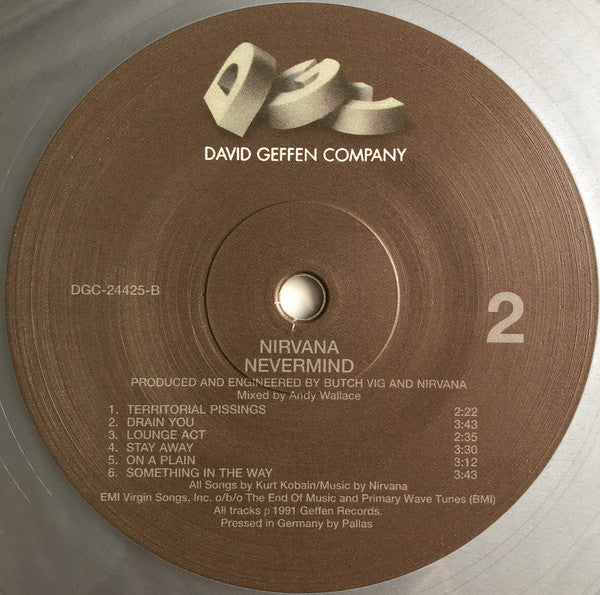 DGC
DAVID GEFFEN COMPANY
DGC-24425-B
2
NIRVANA
NEVERMIND
PRODUCED AND ENGINEERED BY BUTCH VIG AND NIRVANA
Mixed by Andy Wallace
1. TERRITORIAL PISSINGS 2:22
2. DRAIN YOU 3:43
3. LOUNGE ACT 2:35
4. STAY AWAY 3:30
5. ON A PLAIN 3:12
6. SOMETHING IN THE WAY 3:43
All Songs by Kurt Kobain/Music by Nirvana
EMI Virgin Songs, Inc. o/b/o The End Of Music and Primary Wave Tunes (BMI)
All tracks p 1991 Geffen Records.
Pressed in Germany by Pallas